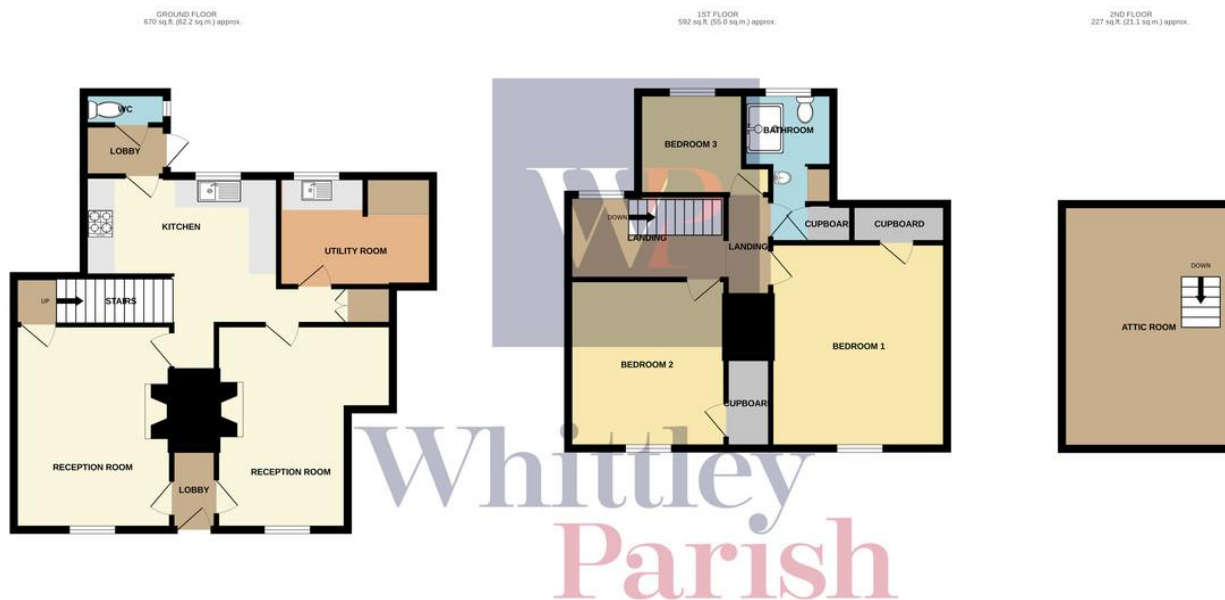 GROUND FLOOR
670 sq.ft. (62.2 sq.m.) approx.
WC
LOBBY
KITCHEN
UTILITY ROOM
UP
STAIRS
RECEPTION ROOM
RECEPTION ROOM
LOBBY
1ST FLOOR
592 sq.ft. (55.0 sq.m.) approx.
BEDROOM 3
BATHROOM
DOWN
LANDING
LANDING
CUPBOARD
CUPBOARD
BEDROOM 1
BEDROOM 2
CUPBOARD
WP
Whittley
Parish
2ND FLOOR
227 sq.ft. (21.1 sq.m.) approx.
DOWN
ATTIC ROOM